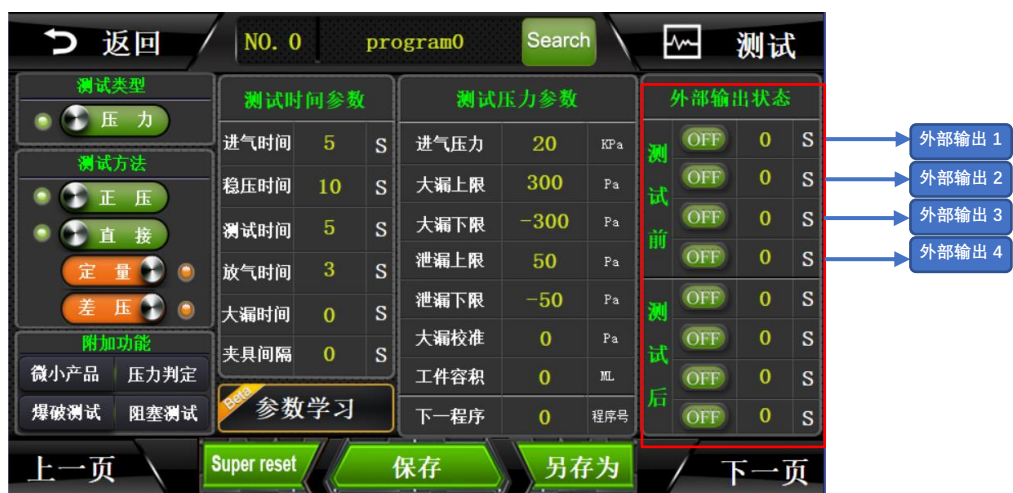 返回
NO. 0
program0
Search
测试
测试类型
压 力
测试方法
正 压
直 接
定 量
差 压
附加功能
微小产品
压力判定
爆破测试
阻塞测试
测试时间参数
进气时间 5 S
稳压时间 10 S
测试时间 5 S
放气时间 3 S
大漏时间 0 S
夹具间隔 0 S
Beta
参数学习
测试压力参数
进气压力 20 KPa
大漏上限 300 Pa
大漏下限 -300 Pa
泄漏上限 50 Pa
泄漏下限 -50 Pa
大漏校准 0 Pa
工件容积 0 ML
下一程序 0 程序号
外部输出状态
测试前
OFF 0 S
OFF 0 S
OFF 0 S
OFF 0 S
测试后
OFF 0 S
OFF 0 S
OFF 0 S
OFF 0 S
外部输出 1
外部输出 2
外部输出 3
外部输出 4
上一页
Super reset
保存
另存为
下一页